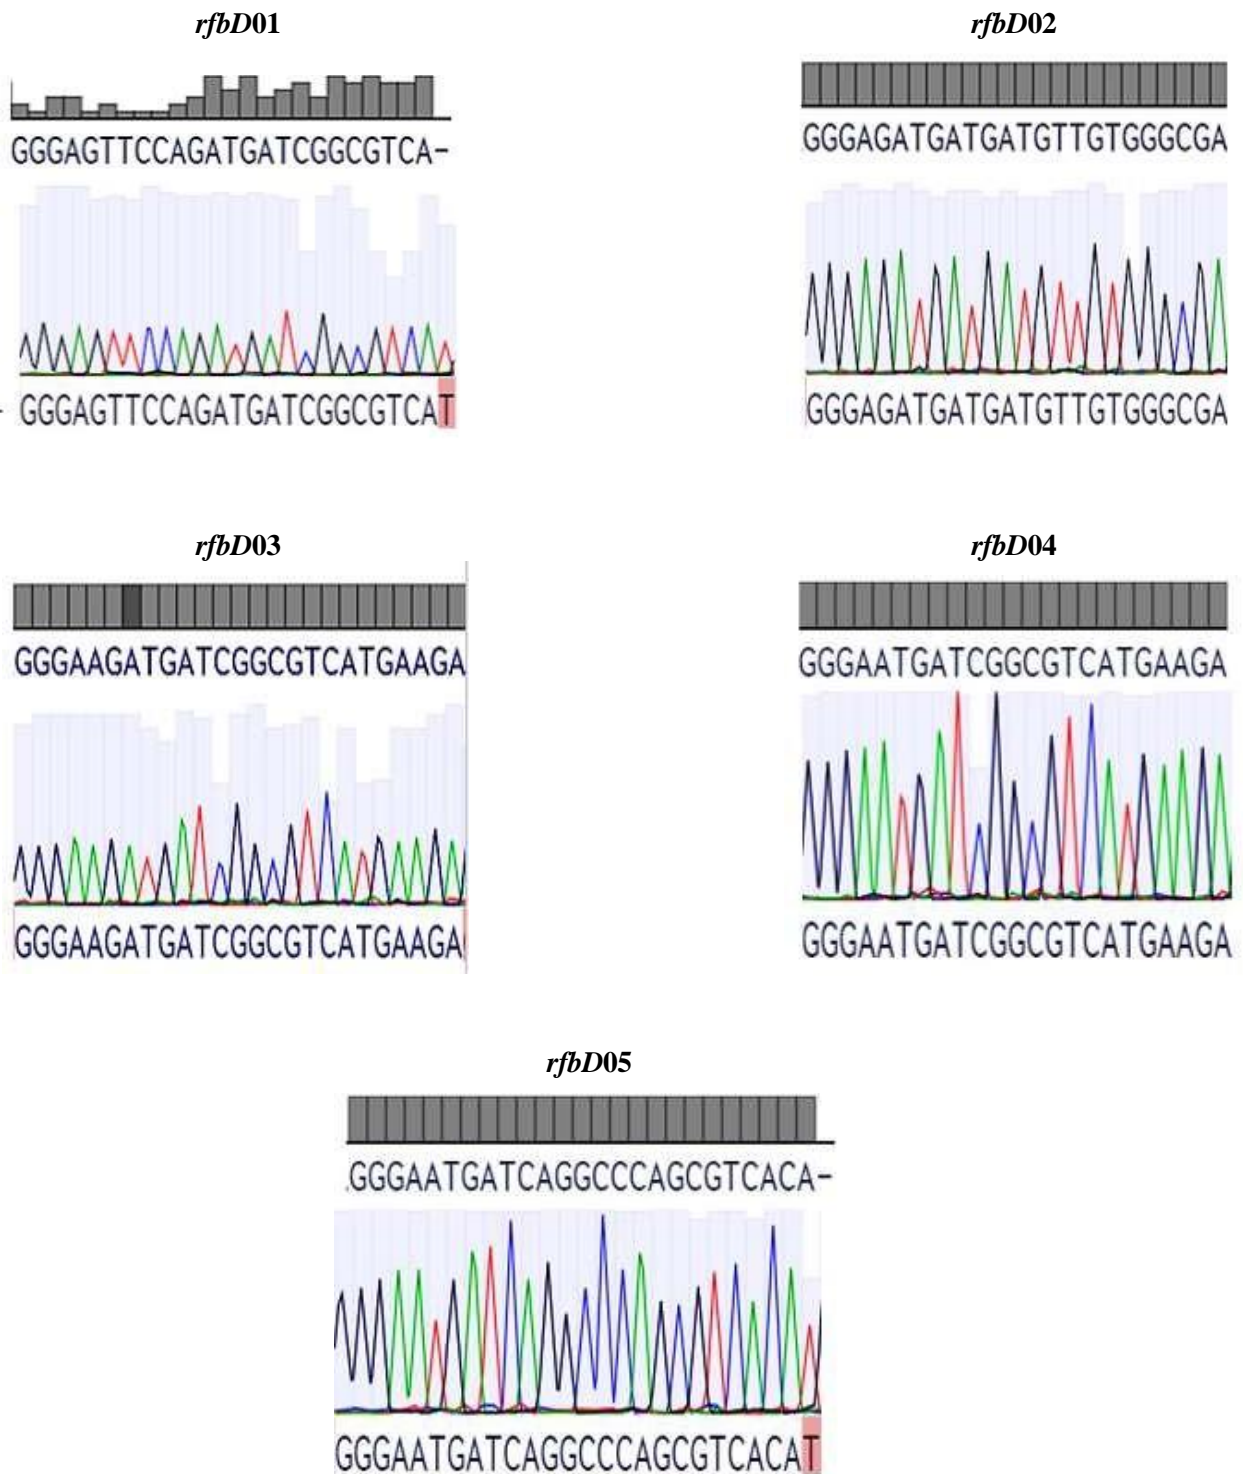 rfbD01
rfbD02
GGGAGTTCCAGATGATCGGCGTCA-
GGGAGATGATGATGTTGTGGGCGA
GGGAGTTCCAGATGATCGGCGTCAT
GGGAGATGATGATGTTGTGGGCGA
rfbD03
rfbD04
GGGAAGATGATCGGCGTCATGAAGA
GGGAATGATCGGCGTCATGAAGA
GGGAAGATGATCGGCGTCATGAAGA
GGGAATGATCGGCGTCATGAAGA
rfbD05
GGGAATGATCAGGCCCAGCGTCACA-
GGGAATGATCAGGCCCAGCGTCACAT